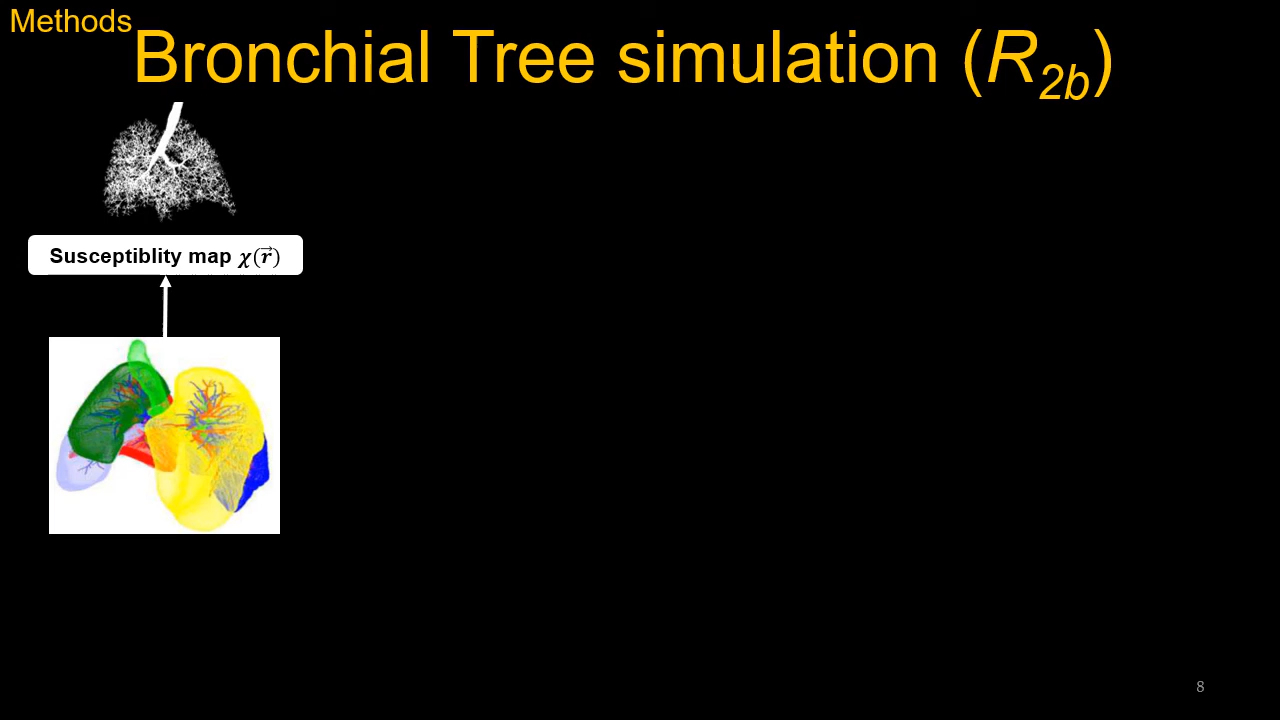 Methods
Bronchial Tree simulation (R2b)
Susceptiblity map χ(r⃗)
8